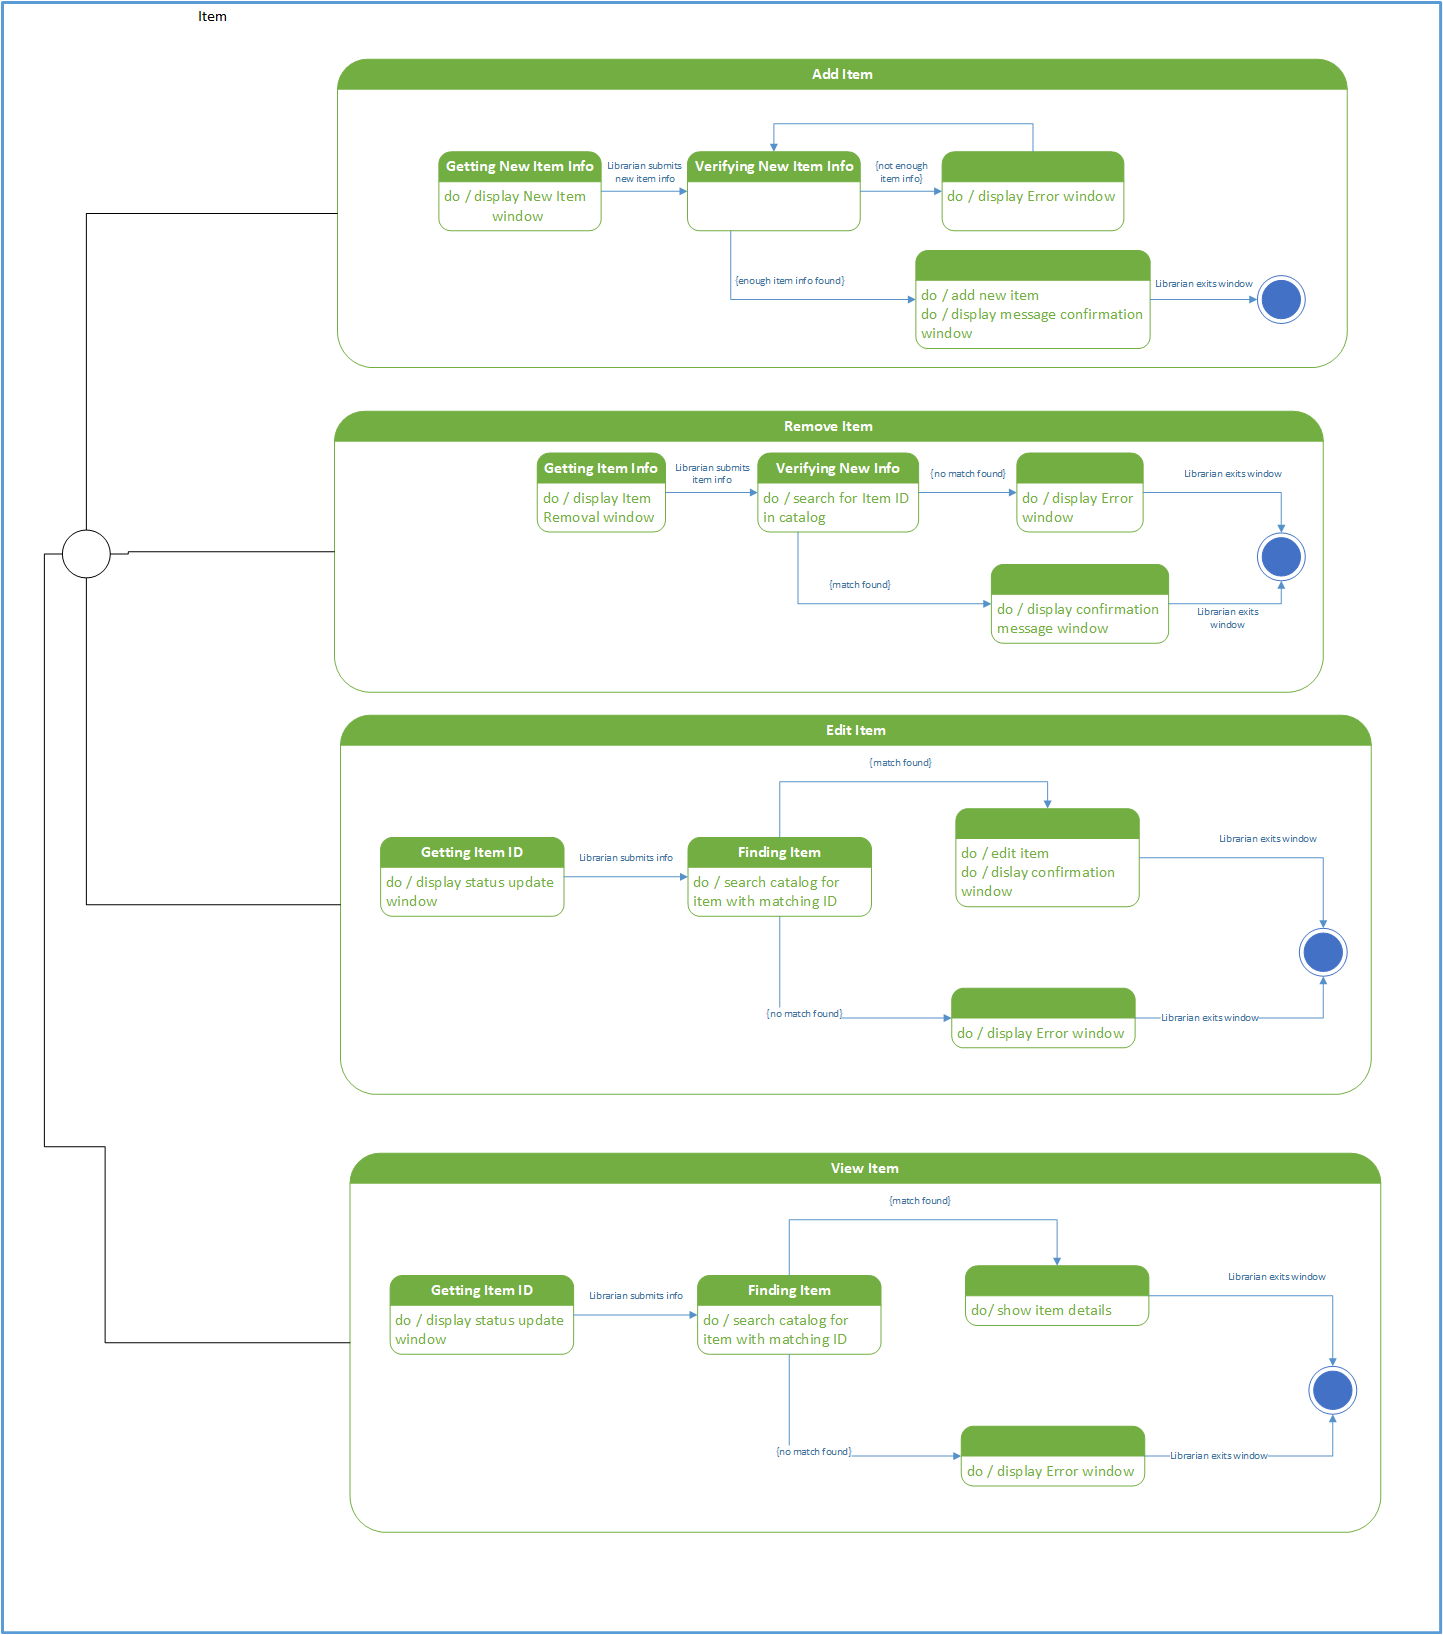 Item
Add Item
Getting New Item Info
do / display New Item
window
Librarian submits
new item info
Verifying New Item Info
{not enough
item info}
do / display Error window
{enough item info found}
do / add new item
do / display message confirmation
window
Librarian exits window
Remove Item
Getting Item Info
do / display Item
Removal window
Librarian submits
item info
Verifying New Info
do / search for Item ID
in catalog
{no match found}
do / display Error
window
Librarian exits window
{match found}
do / display confirmation
message window
Librarian exits
window
Edit Item
{match found}
Getting Item ID
do / display status update
window
Librarian submits info
Finding Item
do / search catalog for
item with matching ID
do / edit item
do / dislay confirmation
window
Librarian exits window
{no match found}
do / display Error window
Librarian exits window
View Item
{match found}
Getting Item ID
do / display status update
window
Librarian submits info
Finding Item
do / search catalog for
item with matching ID
do/ show item details
Librarian exits window
{no match found}
do / display Error window
Librarian exits window